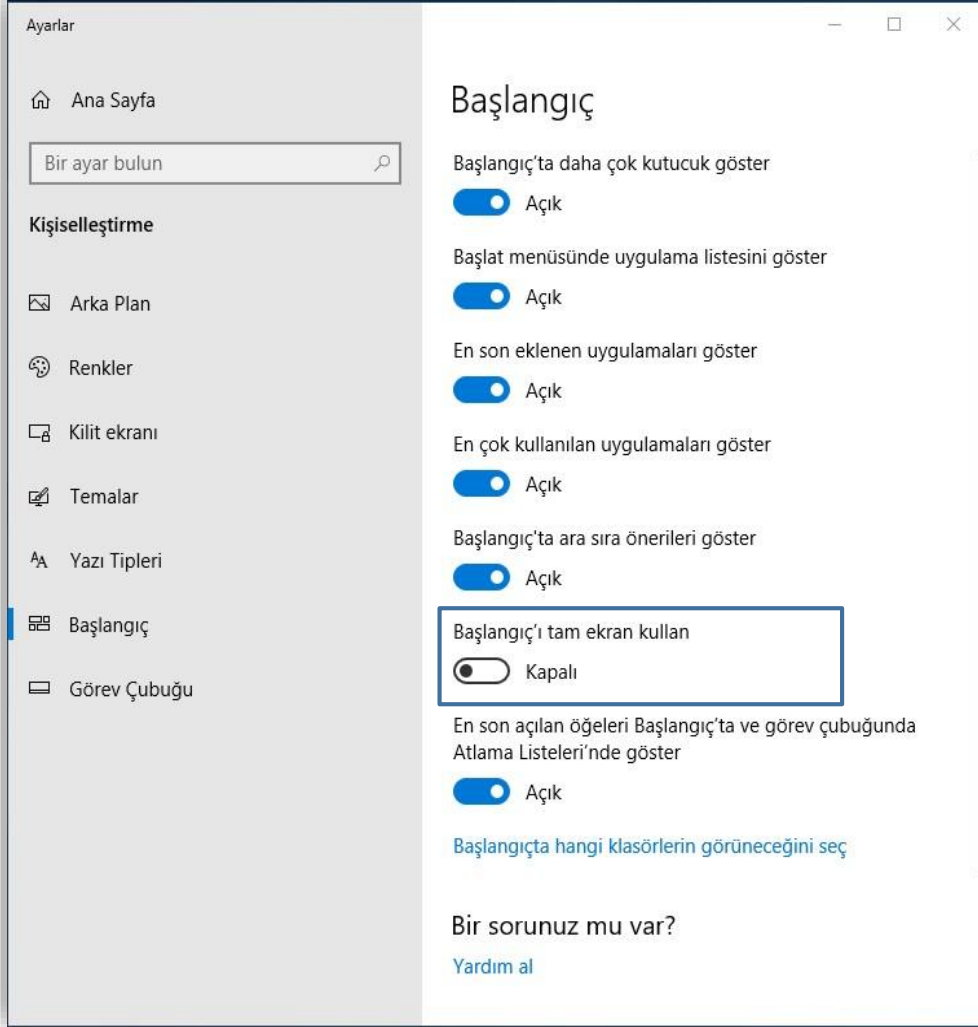 Ayarlar
Ana Sayfa
Bir ayar bulun
Kişiselleştirme
Arka Plan
Renkler
Kilit ekranı
Temalar
Yazı Tipleri
Başlangıç
Görev Çubuğu
Başlangıç
Başlangıç’ta daha çok kutucuk göster
Açık
Başlat menüsünde uygulama listesini göster
Açık
En son eklenen uygulamaları göster
Açık
En çok kullanılan uygulamaları göster
Açık
Başlangıç'ta ara sıra önerileri göster
Açık
Başlangıç’ı tam ekran kullan
Kapalı
En son açılan öğeleri Başlangıç’ta ve görev çubuğunda
Atlama Listeleri’nde göster
Açık
Başlangıçta hangi klasörlerin görüneceğini seç
Bir sorunuz mu var?
Yardım al